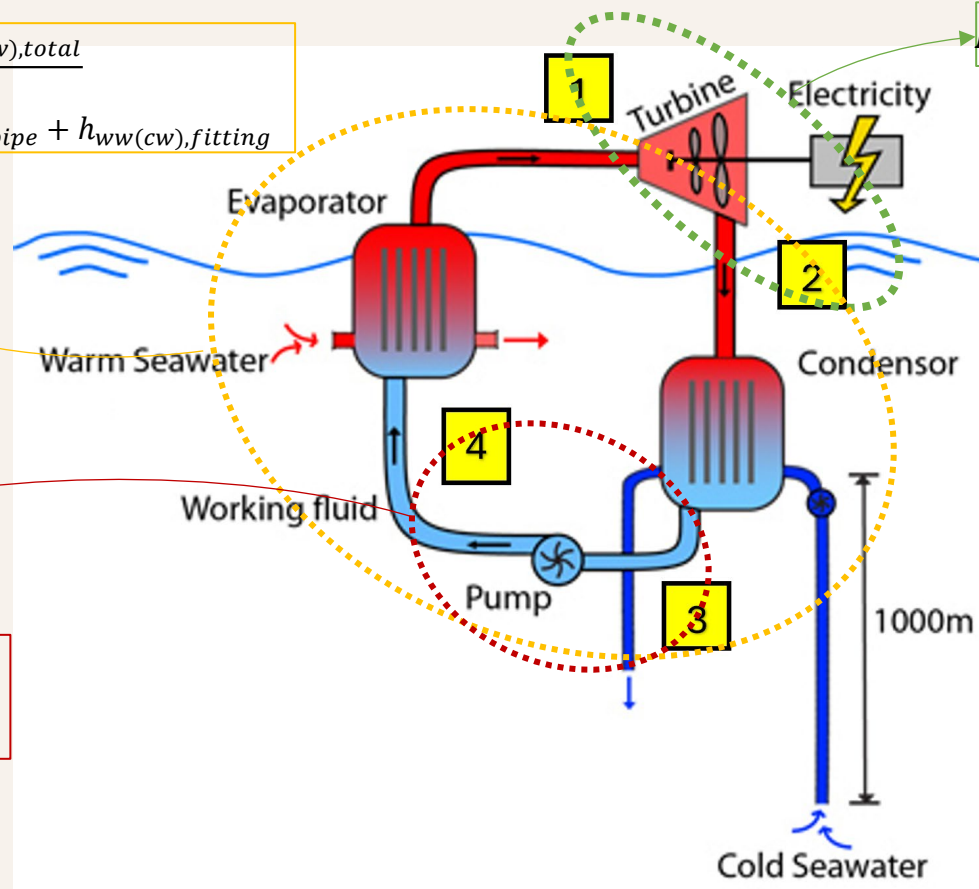 w),total
pipe + hww(cw),fitting
1
Turbine
Electricity
Evaporator
2
Warm Seawater
Condensor
4
Working fluid
Pump
3
1000m
Cold Seawater